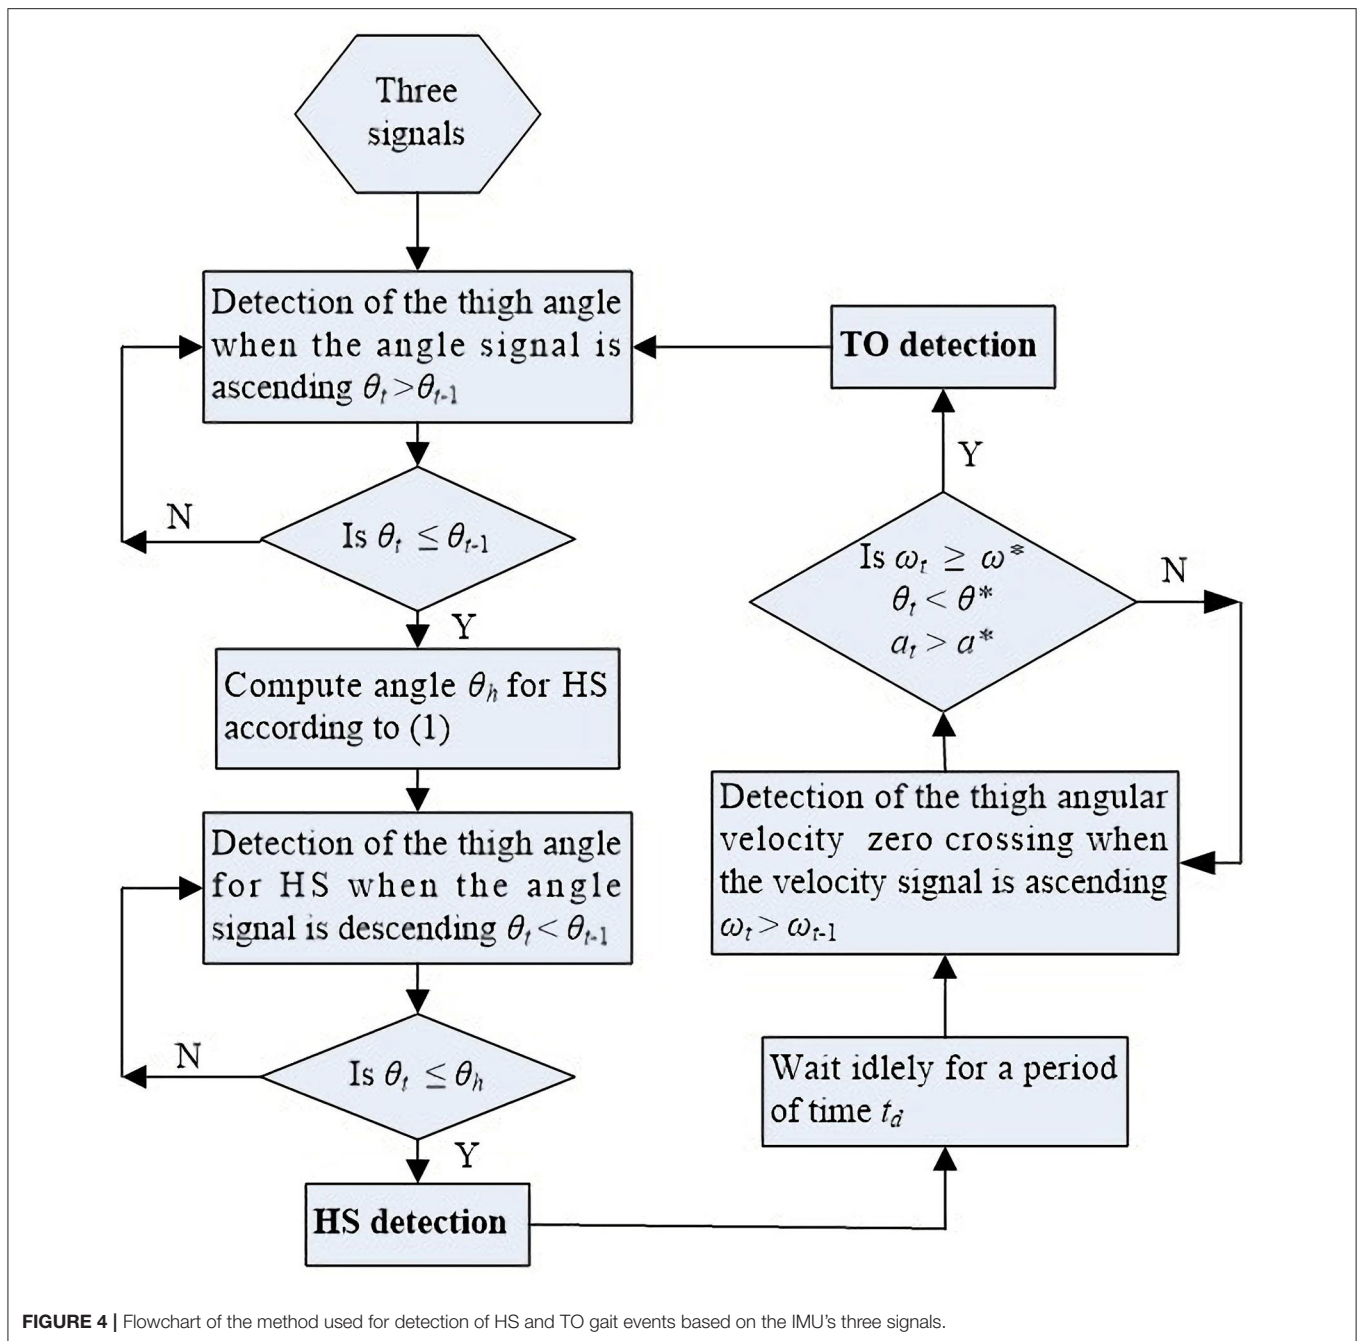 Three
signals
Detection of the thigh angle
when the angle signal is
ascending θt > θt-1
Is θt ≤ θt-1
N
Y
Compute angle θh for HS
according to (1)
Detection of the thigh angle
for HS when the angle
signal is descending θt < θt-1
Is θt ≤ θh
N
Y
HS detection
Wait idlely for a period
of time td
Detection of the thigh angular
velocity zero crossing when
the velocity signal is ascending
ωt > ωt-1
Is ωt ≥ ω*
θt < θ*
at > a*
N
Y
TO detection
FIGURE 4 | Flowchart of the method used for detection of HS and TO gait events based on the IMU's three signals.